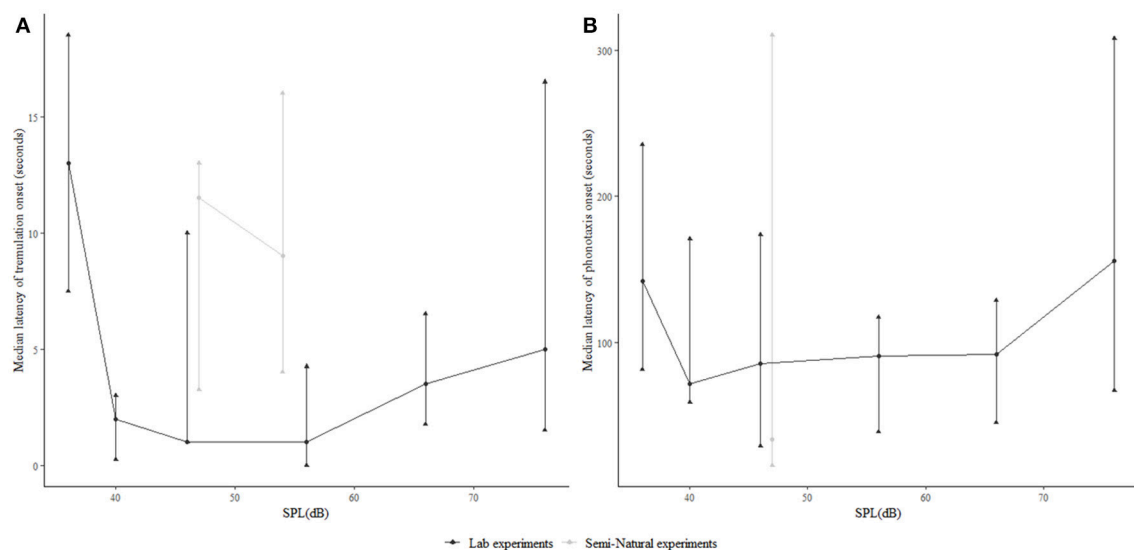 A
B
Median latency of tremulation onset (seconds)
15
10
5
0
40
50
60
70
SPL(dB)
Median latency of phonotaxis onset (seconds)
300
200
100
40
50
60
70
SPL(dB)
Lab experiments
Semi-Natural experiments